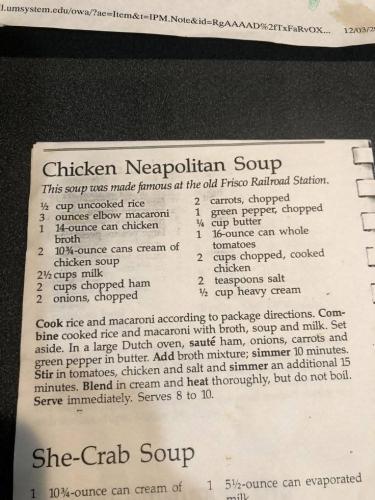 l.umsystem.edu/owa/?ae=Item&t=IPM.Note&id=RgAAAAD%2fTxFaRvOX...
Chicken Neapolitan Soup
This soup was made famous at the old Frisco Railroad Station.
½ cup uncooked rice
3 ounces elbow macaroni
1 14-ounce can chicken
broth
2 10¾-ounce cans cream of
chicken soup
2½ cups milk
2 cups chopped ham
2 onions, chopped
2 carrots, chopped
1 green pepper, chopped
¼ cup butter
1 16-ounce can whole
tomatoes
2 cups chopped, cooked
chicken
2 teaspoons salt
½ cup heavy cream
Cook rice and macaroni according to package directions. Com-
bine cooked rice and macaroni with broth, soup and milk. Set
aside. In a large Dutch oven, sauté ham, onions, carrots and
green pepper in butter. Add broth mixture; simmer 10 minutes.
Stir in tomatoes, chicken and salt and simmer an additional 15
minutes. Blend in cream and heat thoroughly, but do not boil.
Serve immediately. Serves 8 to 10.
She-Crab Soup
1 10¾-ounce can cream of
1 5½-ounce can evaporated
milk